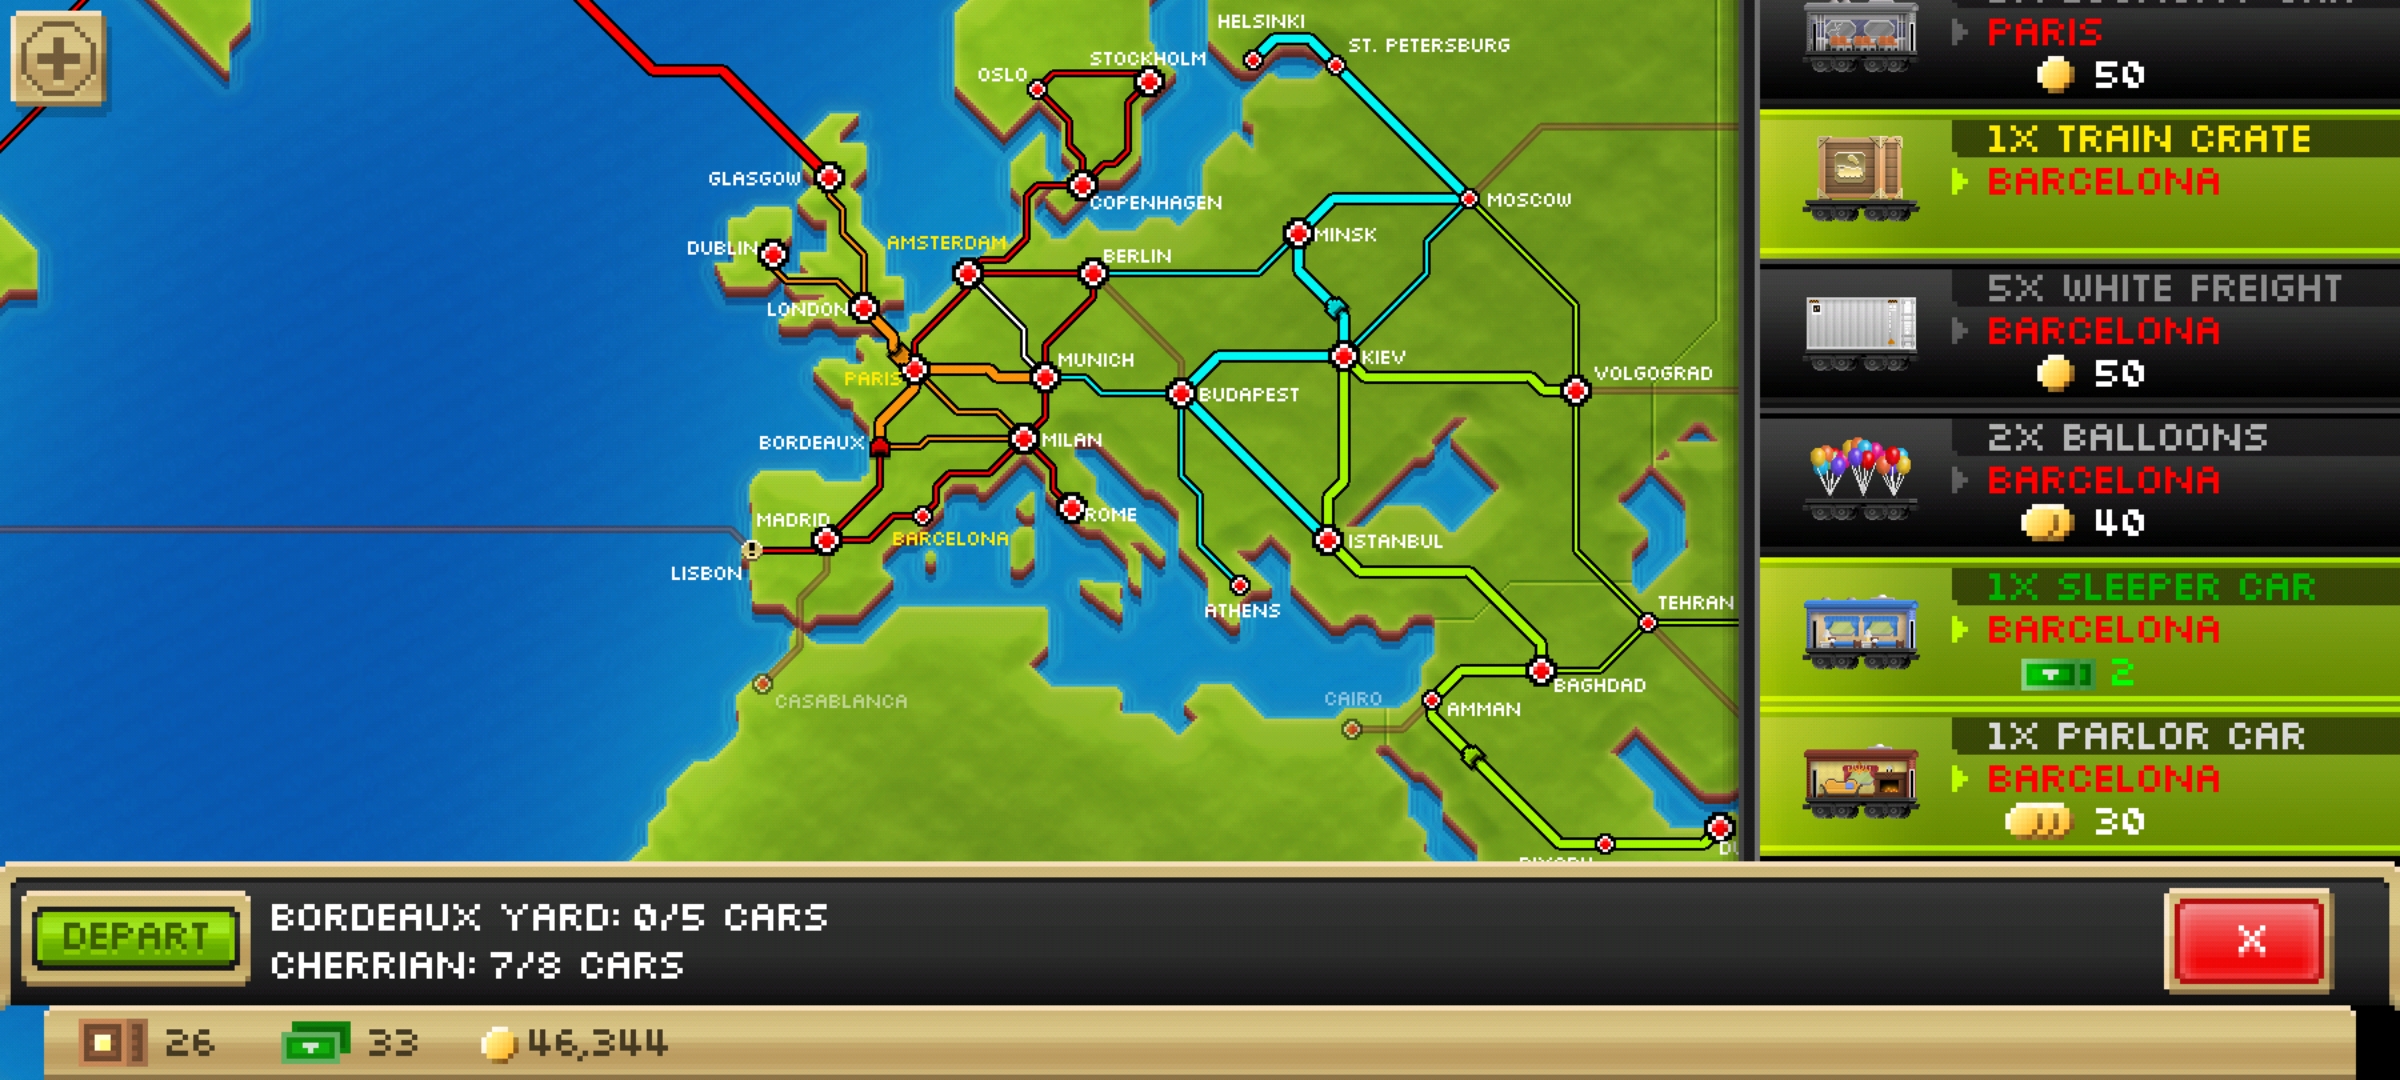 HELSINKI
ST. PETERSBURG
STOCKHOLM
OSLO
GLASGOW
COPENHAGEN
MOSCOW
DUBLIN
AMSTERDAM
MINSK
BERLIN
LONDON
PARIS
MUNICH
KIEV
VOLGOGRAD
BUDAPEST
BORDEAUX
MILAN
MADRID
ROME
BARCELONA
ISTANBUL
LISBON
ATHENS
TEHRAN
CASABLANCA
CAIRO
BAGHDAD
AMMAN
PARIS
50
1X TRAIN CRATE
BARCELONA
5X WHITE FREIGHT
BARCELONA
50
2X BALLOONS
BARCELONA
40
1X SLEEPER CAR
BARCELONA
2
1X PARLOR CAR
BARCELONA
30
DEPART
BORDEAUX YARD: 0/5 CARS
CHERRIAN: 7/8 CARS
X
26
33
46,344